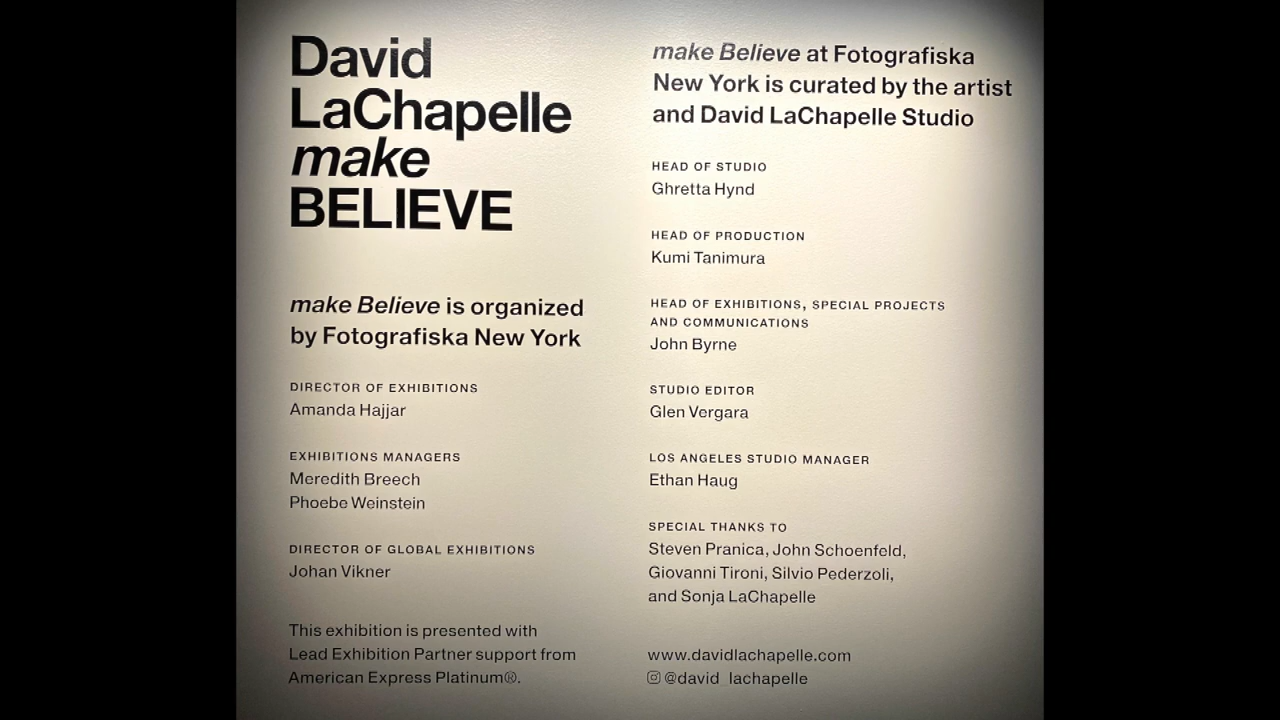 David
LaChapelle
make
BELIEVE
make Believe is organized
by Fotografiska New York
DIRECTOR OF EXHIBITIONS
Amanda Hajjar
EXHIBITIONS MANAGERS
Meredith Breech
Phoebe Weinstein
DIRECTOR OF GLOBAL EXHIBITIONS
Johan Vikner
This exhibition is presented with
Lead Exhibition Partner support from
American Express Platinum®.
make Believe at Fotografiska
New York is curated by the artist
and David LaChapelle Studio
HEAD OF STUDIO
Ghretta Hynd
HEAD OF PRODUCTION
Kumi Tanimura
HEAD OF EXHIBITIONS, SPECIAL PROJECTS
AND COMMUNICATIONS
John Byrne
STUDIO EDITOR
Glen Vergara
LOS ANGELES STUDIO MANAGER
Ethan Haug
SPECIAL THANKS TO
Steven Pranica, John Schoenfeld,
Giovanni Tironi, Silvio Pederzoli,
and Sonja LaChapelle
www.davidlachapelle.com
@david_lachapelle